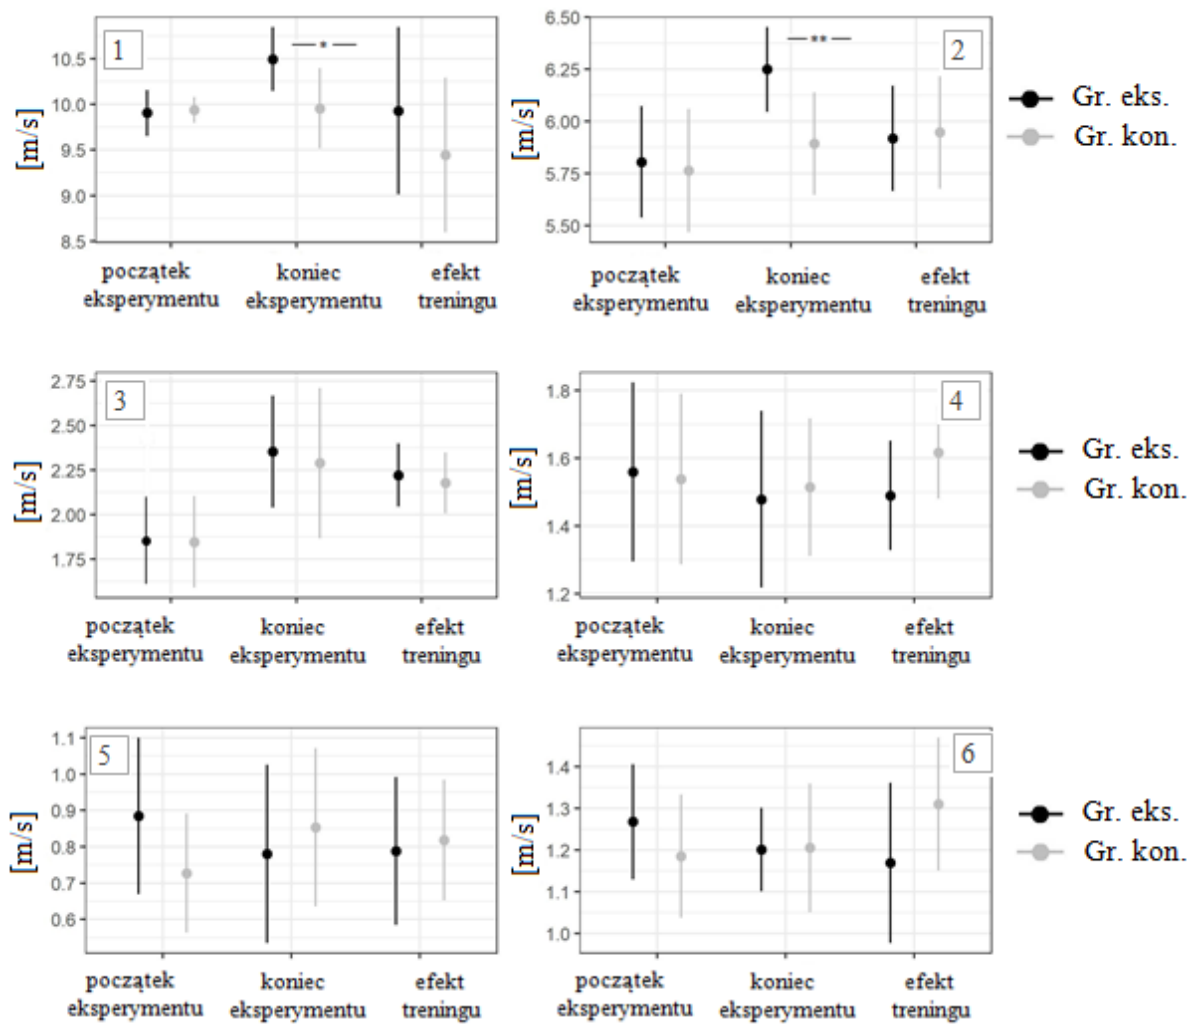 1
*
[m/s]
10.5
10.0
9.5
9.0
8.5
początek
eksperymentu
koniec
eksperymentu
efekt
treningu
2
**
[m/s]
6.50
6.25
6.00
5.75
5.50
początek
eksperymentu
koniec
eksperymentu
efekt
treningu
Gr. eks.
Gr. kon.
3
[m/s]
2.75
2.50
2.25
2.00
1.75
początek
eksperymentu
koniec
eksperymentu
efekt
treningu
4
[m/s]
1.8
1.6
1.4
1.2
początek
eksperymentu
koniec
eksperymentu
efekt
treningu
Gr. eks.
Gr. kon.
5
[m/s]
1.1
1.0
0.9
0.8
0.7
0.6
początek
eksperymentu
koniec
eksperymentu
efekt
treningu
6
[m/s]
1.4
1.3
1.2
1.1
1.0
początek
eksperymentu
koniec
eksperymentu
efekt
treningu
Gr. eks.
Gr. kon.